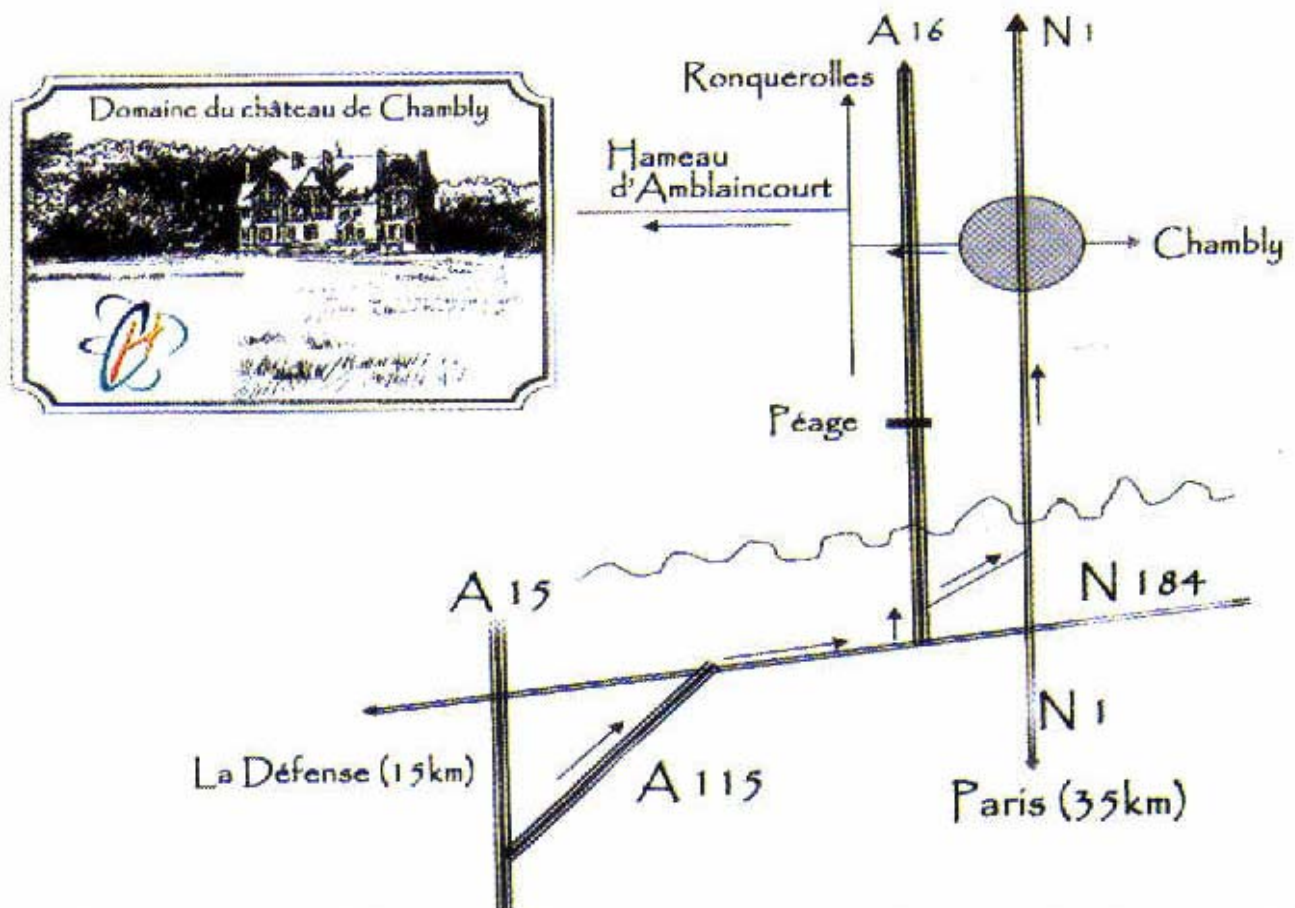 Domaine du château de Chambly
A 16
N 1
Ronquerolles
Hameau
d'Amblaincourt
Chambly
Péage
A 15
N 184
N 1
La Défense (15km)
A 115
Paris (35km)